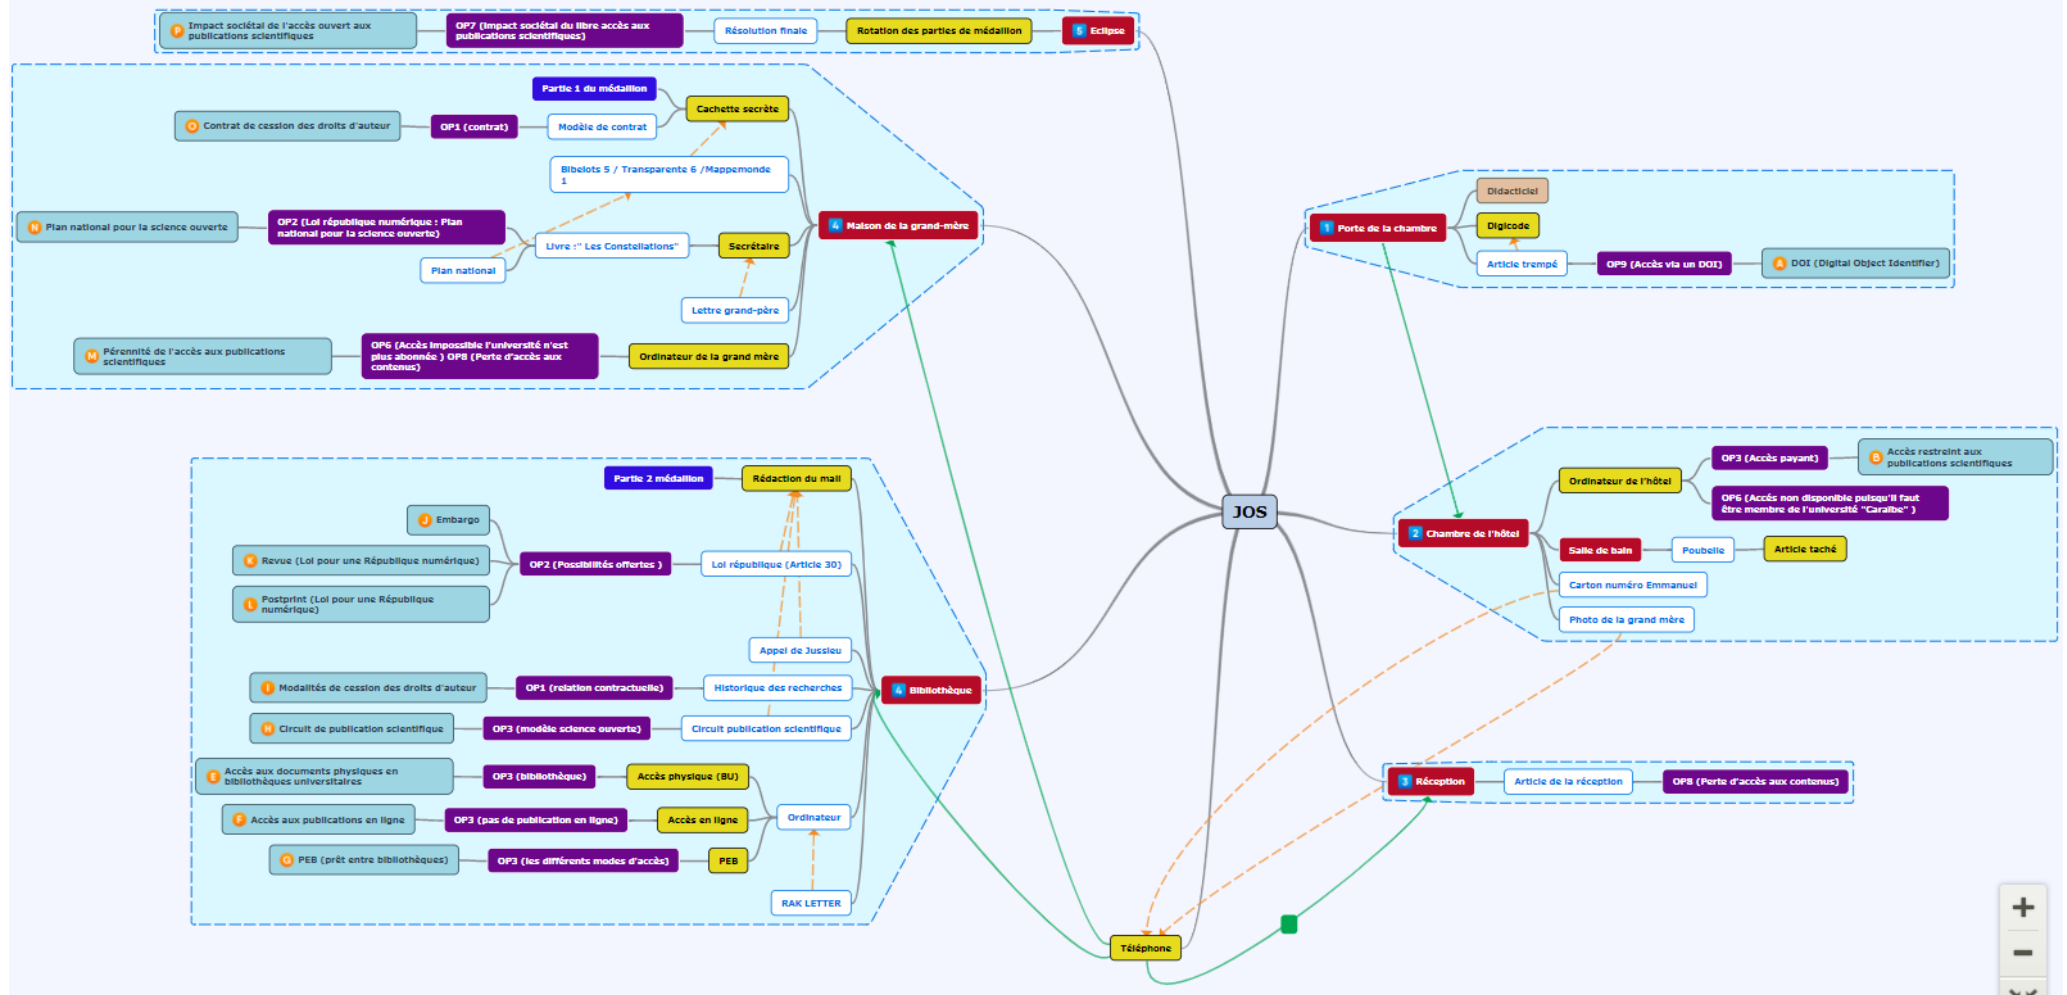 P Impact sociétal de l'accès ouvert aux
publications scientifiques
OP7 (Impact sociétal du libre accès aux
publications scientifiques)
Résolution finale
Rotation des parties de médaillon
5 Eclipse
Partie 1 du médaillon
Cachette secrète
O Contrat de cession des droits d'auteur
OP1 (contrat)
Modèle de contrat
Bibelots 5 / Transparente 6 /Mappemonde
1
N Plan national pour la science ouverte
OP2 (Loi république numérique : Plan
national pour la science ouverte)
Livre :" Les Constellations"
Secrétaire
Plan national
Lettre grand-père
4 Maison de la grand-mère
M Pérennité de l'accès aux publications
scientifiques
OP6 (Accès impossible l'université n'est
plus abonnée ) OP8 (Perte d'accès aux
contenus)
Ordinateur de la grand mère
1 Porte de la chambre
Didacticiel
Digicode
Article trempé
OP9 (Accès via un DOI)
A DOI (Digital Object Identifier)
JOS
2 Chambre de l'hôtel
Ordinateur de l'hôtel
OP3 (Accès payant)
B Accès restreint aux
publications scientifiques
OP6 (Accés non disponible puisqu'il faut
être membre de l'université "Caraïbe" )
Salle de bain
Poubelle
Article taché
Carton numéro Emmanuel
Photo de la grand mère
Partie 2 médaillon
Rédaction du mail
J Embargo
K Revue (Loi pour une République numérique)
L Postprint (Loi pour une République
numérique)
OP2 (Possibilités offertes )
Loi république (Article 30)
Appel de Jussieu
I Modalités de cession des droits d'auteur
OP1 (relation contractuelle)
Historique des recherches
4 Bibliothèque
H Circuit de publication scientifique
OP3 (modèle science ouverte)
Circuit publication scientifique
E Accès aux documents physiques en
bibliothèques universitaires
OP3 (bibliothèque)
Accès physique (BU)
F Accès aux publications en ligne
OP3 (pas de publication en ligne)
Accès en ligne
Ordinateur
G PEB (prêt entre bibliothèques)
OP3 (les différents modes d'accès)
PEB
RAK LETTER
3 Réception
Article de la réception
OP8 (Perte d'accès aux contenus)
Téléphone